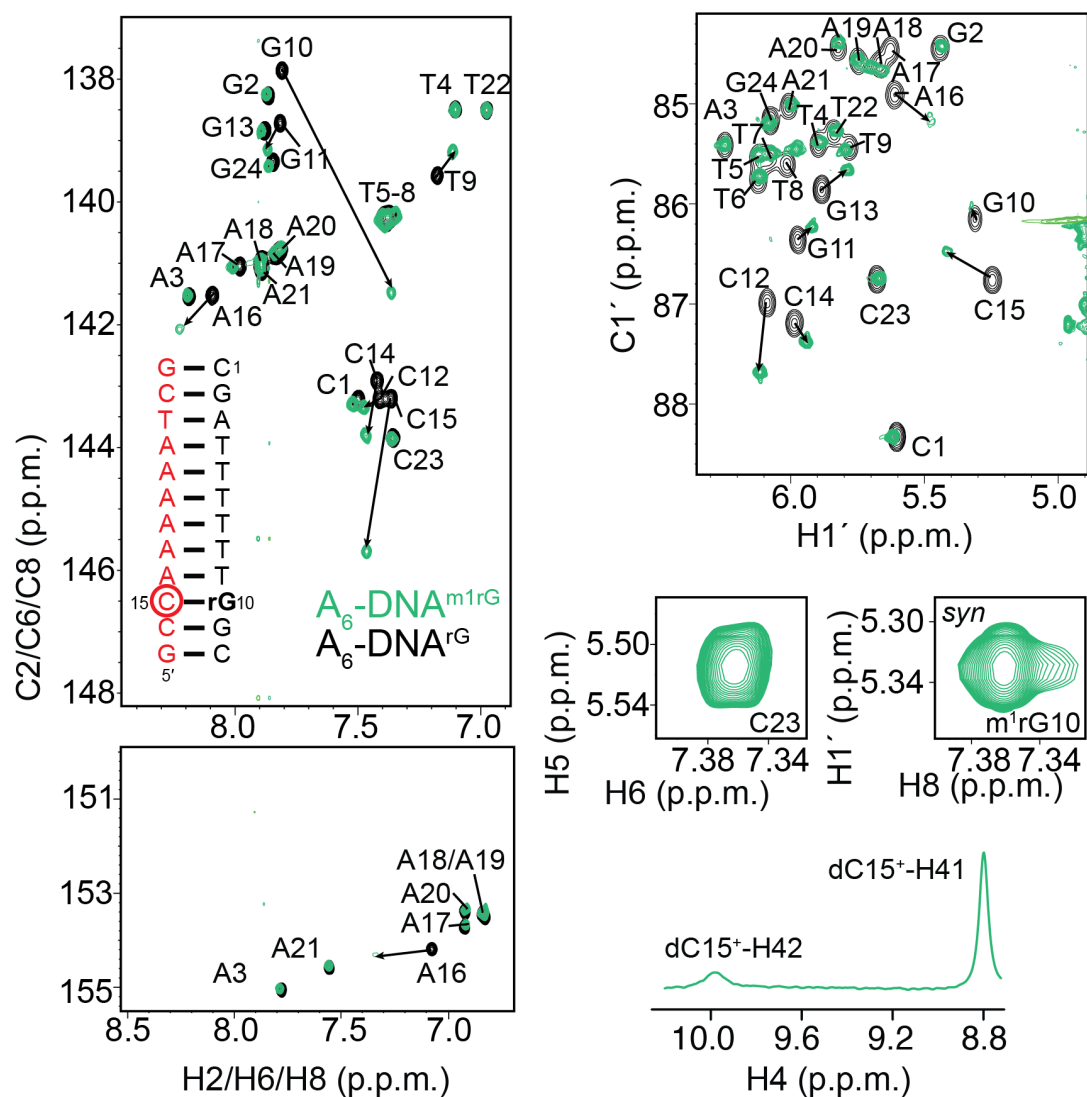 138
140
142
144
146
148
C2/C6/C8 (p.p.m.)
8.0
7.5
7.0
G10
G2
T4 T22
G13
G11
G24
T9
T5-8
A18
A20
A17
A19
A3
A21
A16
C14
C12
C1
C15
C23
G C1
C G
T A
A T
A T
A T
A T
A T
A T
15 C rG10
C G
G C
5′
A6-DNAm1rG
A6-DNArG
151
153
155
8.5
8.0
7.5
7.0
H2/H6/H8 (p.p.m.)
A18/A19
A20
A17
A21
A16
A3
85
86
87
88
C1´ (p.p.m.)
6.0
5.5
5.0
H1´ (p.p.m.)
A19 A18
G2
A20
A17
G24
A21
A16
A3
T22
T4
T7
T9
T5
T8
T6
G13
G10
G11
C12
C14
C15
C23
C1
5.50
5.54
H5 (p.p.m.)
C23
7.38 7.34
H6 (p.p.m.)
5.30
5.34
H1´ (p.p.m.)
syn
m1rG10
7.38 7.34
H8 (p.p.m.)
dC15+-H41
dC15+-H42
10.0
9.6
9.2
8.8
H4 (p.p.m.)